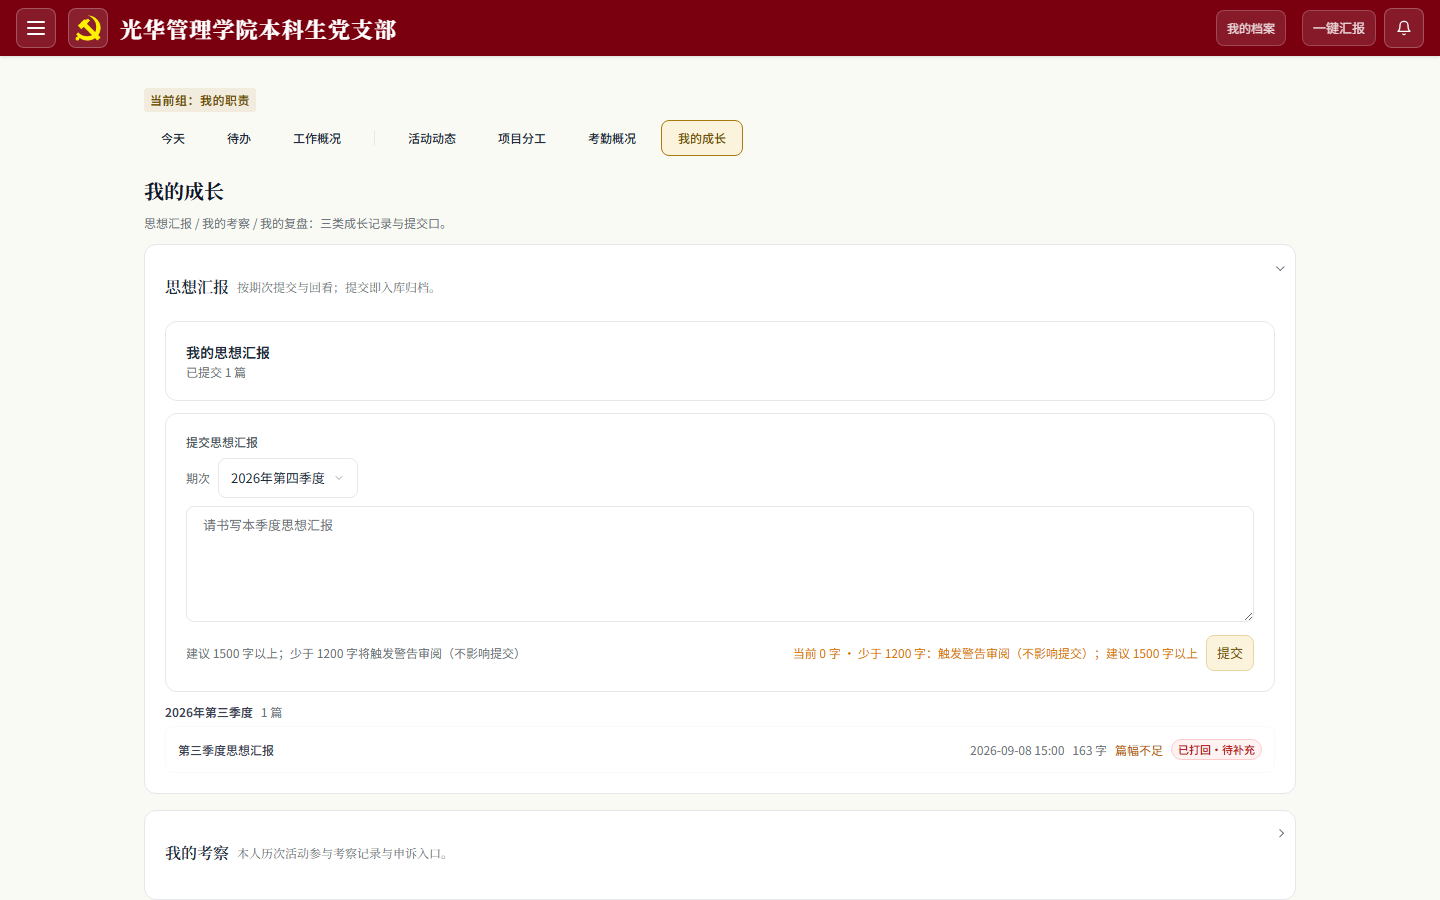 光华管理学院本科生党支部
我的档案
一键汇报
当前组：我的职责
今天
待办
工作概况
活动动态
项目分工
考勤概况
我的成长
我的成长
思想汇报 / 我的考察 / 我的复盘：三类成长记录与提交口。
思想汇报 按期次提交与回看；提交即入库归档。
我的思想汇报
已提交 1 篇
提交思想汇报
期次 2026年第四季度
请书写本季度思想汇报
建议 1500 字以上；少于 1200 字将触发警告审阅（不影响提交）
当前 0 字 · 少于 1200 字：触发警告审阅（不影响提交）；建议 1500 字以上 提交
2026年第三季度 1 篇
第三季度思想汇报 2026-09-08 15:00 163 字 篇幅不足 已打回·待补充
我的考察 本人历次活动参与考察记录与申诉入口。